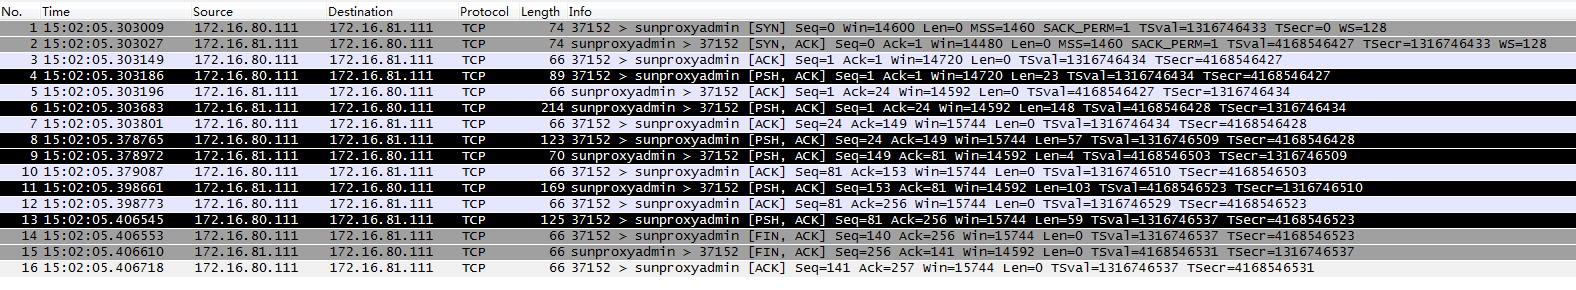 No. Time Source Destination Protocol Length Info
1 15:02:05.303009 172.16.80.111 172.16.81.111 TCP 74 37152 > sunproxyadmin [SYN] Seq=0 Win=14600 Len=0 MSS=1460 SACK_PERM=1 TSval=1316746433 TSecr=0 WS=128
2 15:02:05.303027 172.16.81.111 172.16.80.111 TCP 74 sunproxyadmin > 37152 [SYN, ACK] Seq=0 Ack=1 Win=14480 Len=0 MSS=1460 SACK_PERM=1 TSval=4168546427 TSecr=1316746433 WS=128
3 15:02:05.303149 172.16.80.111 172.16.81.111 TCP 66 37152 > sunproxyadmin [ACK] Seq=1 Ack=1 Win=14720 Len=0 TSval=1316746434 TSecr=4168546427
4 15:02:05.303186 172.16.80.111 172.16.81.111 TCP 89 37152 > sunproxyadmin [PSH, ACK] Seq=1 Ack=1 Win=14720 Len=23 TSval=1316746434 TSecr=4168546427
5 15:02:05.303196 172.16.81.111 172.16.80.111 TCP 66 sunproxyadmin > 37152 [ACK] Seq=1 Ack=24 Win=14592 Len=0 TSval=4168546427 TSecr=1316746434
6 15:02:05.303683 172.16.81.111 172.16.80.111 TCP 214 sunproxyadmin > 37152 [PSH, ACK] Seq=1 Ack=24 Win=14592 Len=148 TSval=4168546428 TSecr=1316746434
7 15:02:05.303801 172.16.80.111 172.16.81.111 TCP 66 37152 > sunproxyadmin [ACK] Seq=24 Ack=149 Win=15744 Len=0 TSval=1316746434 TSecr=4168546428
8 15:02:05.378765 172.16.80.111 172.16.81.111 TCP 123 37152 > sunproxyadmin [PSH, ACK] Seq=24 Ack=149 Win=15744 Len=57 TSval=1316746509 TSecr=4168546428
9 15:02:05.378972 172.16.81.111 172.16.80.111 TCP 70 sunproxyadmin > 37152 [PSH, ACK] Seq=149 Ack=81 Win=14592 Len=4 TSval=4168546503 TSecr=1316746509
10 15:02:05.379087 172.16.80.111 172.16.81.111 TCP 66 37152 > sunproxyadmin [ACK] Seq=81 Ack=153 Win=15744 Len=0 TSval=1316746510 TSecr=4168546503
11 15:02:05.398661 172.16.81.111 172.16.80.111 TCP 169 sunproxyadmin > 37152 [PSH, ACK] Seq=153 Ack=81 Win=14592 Len=103 TSval=4168546523 TSecr=1316746510
12 15:02:05.398773 172.16.80.111 172.16.81.111 TCP 66 37152 > sunproxyadmin [ACK] Seq=81 Ack=256 Win=15744 Len=0 TSval=1316746529 TSecr=4168546523
13 15:02:05.406545 172.16.80.111 172.16.81.111 TCP 125 37152 > sunproxyadmin [PSH, ACK] Seq=81 Ack=256 Win=15744 Len=59 TSval=1316746537 TSecr=4168546523
14 15:02:05.406553 172.16.80.111 172.16.81.111 TCP 66 37152 > sunproxyadmin [FIN, ACK] Seq=140 Ack=256 Win=15744 Len=0 TSval=1316746537 TSecr=4168546523
15 15:02:05.406610 172.16.81.111 172.16.80.111 TCP 66 sunproxyadmin > 37152 [FIN, ACK] Seq=256 Ack=141 Win=14592 Len=0 TSval=4168546531 TSecr=1316746537
16 15:02:05.406718 172.16.80.111 172.16.81.111 TCP 66 37152 > sunproxyadmin [ACK] Seq=141 Ack=257 Win=15744 Len=0 TSval=1316746537 TSecr=4168546531